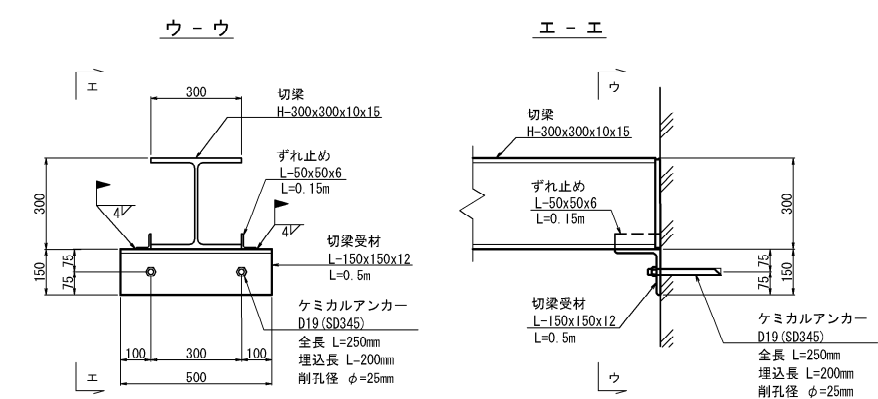 ウ - ウ
エ
300
切梁
H-300x300x10x15
ずれ止め
L-50x50x6
L=0.15m
4
4
300
150
75
75
切梁受材
L-150x150x12
L=0.5m
ケミカルアンカー
D19(SD345)
全長 L=250mm
埋込長 L-200mm
削孔径 φ=25mm
100
300
100
500
エ
エ - エ
ウ
切梁
H-300x300x10x15
ずれ止め
L-50x50x6
L=0.15m
300
75
150
75
切梁受材
L-150x150x12
L=0.5m
ケミカルアンカー
D19(SD345)
全長 L=250mm
埋込長 L=200mm
削孔径 φ=25mm
ウ